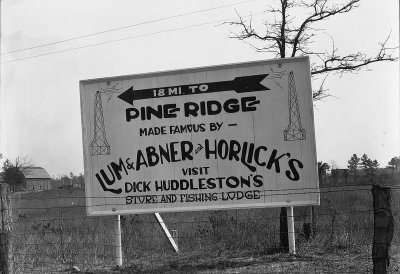 18 MI. TO
PINE RIDGE
MADE FAMOUS BY —
LUM & ABNER AND HORLICK'S
VISIT
DICK HUDDLESTON'S
STORE AND FISHING LODGE